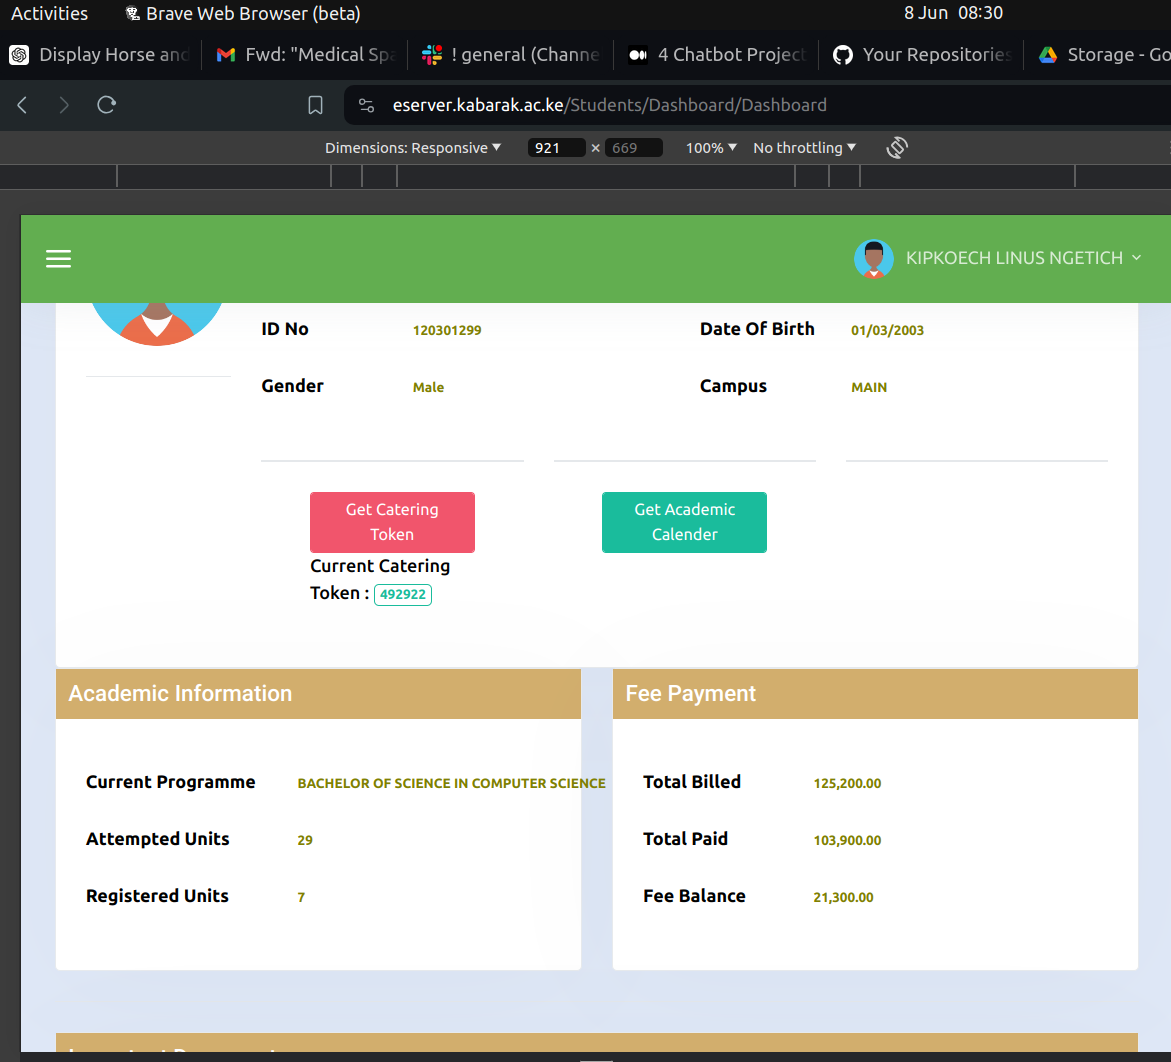 Activities Brave Web Browser (beta) 8 Jun 08:30
Display Horse and Fwd: "Medical Spa ! general (Channe 4 Chatbot Project Your Repositories Storage - Go
eserver.kabarak.ac.ke/Students/Dashboard/Dashboard
Dimensions: Responsive 921 × 669 100% No throttling
KIPKOECH LINUS NGETICH
ID No 120301299 Date Of Birth 01/03/2003
Gender Male Campus MAIN
Get Catering
Token
Get Academic
Calender
Current Catering
Token : 492922
Academic Information
Current Programme BACHELOR OF SCIENCE IN COMPUTER SCIENCE
Attempted Units 29
Registered Units 7
Fee Payment
Total Billed 125,200.00
Total Paid 103,900.00
Fee Balance 21,300.00